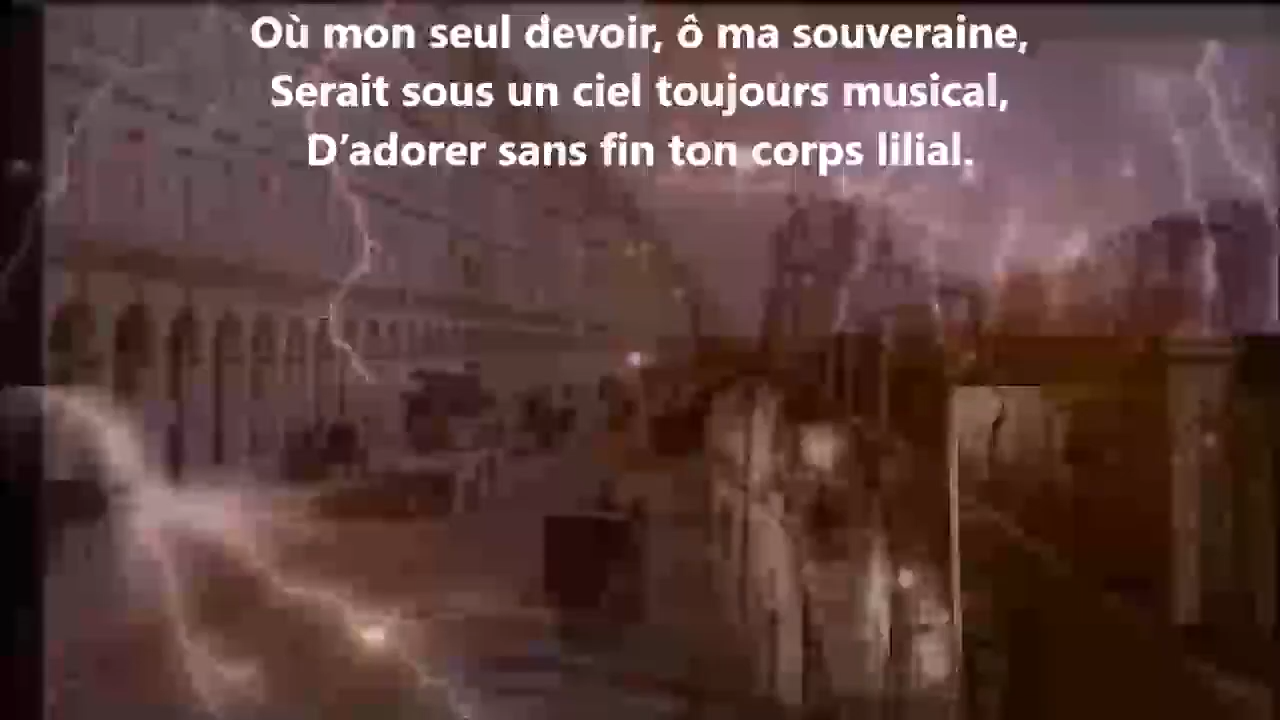 Où mon seul devoir, ô ma souveraine,
Serait sous un ciel toujours musical,
D’adorer sans fin ton corps lilial.